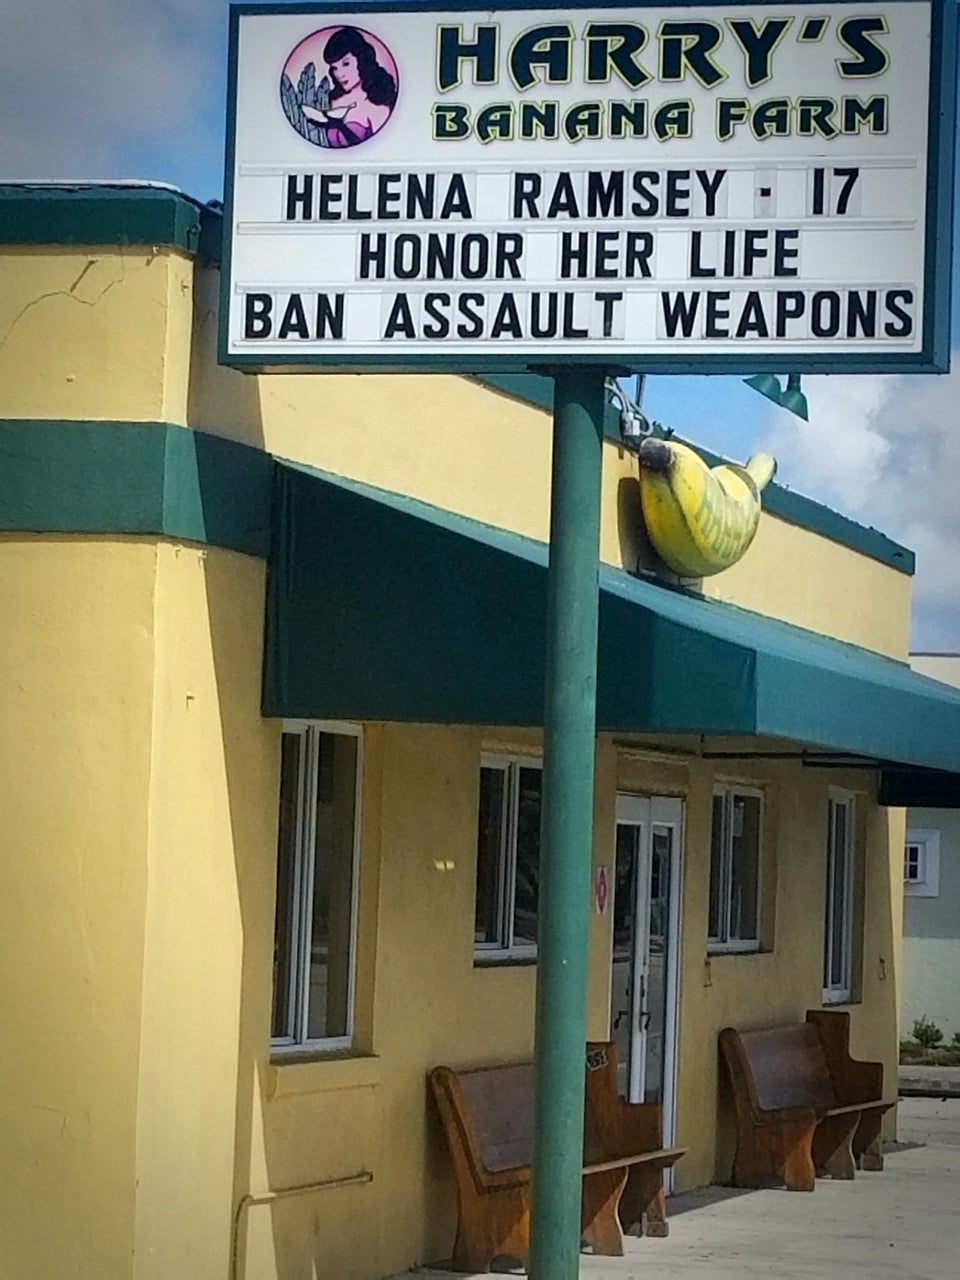 HARRY'S
BANANA FARM
HELENA RAMSEY - 17
HONOR HER LIFE
BAN ASSAULT WEAPONS